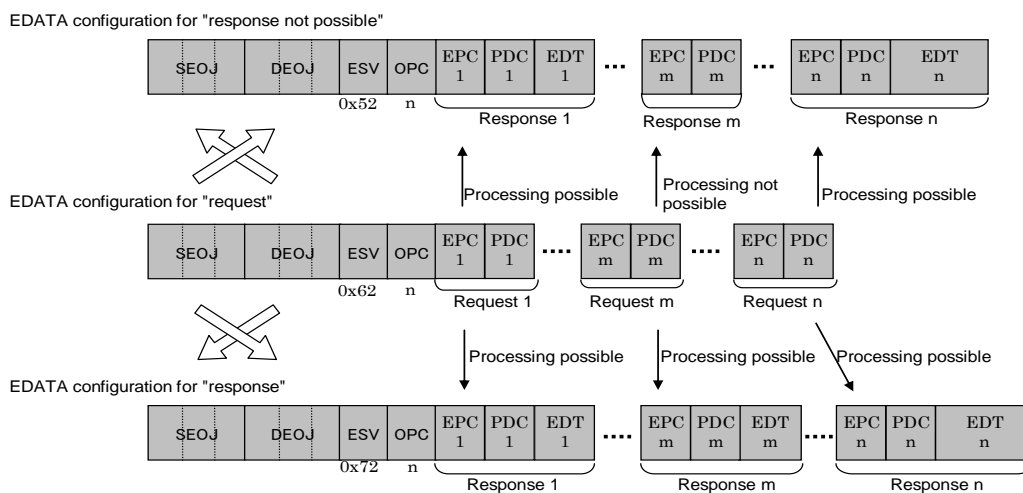 EDATA configuration for "response not possible"
SEOJ DEOJ ESV OPC EPC 1 PDC 1 EDT 1 ···· EPC m PDC m ···· EPC n PDC n EDT n
0x52 n
Response 1 Response m Response n
Processing possible Processing not possible Processing possible
EDATA configuration for "request"
SEOJ DEOJ ESV OPC EPC 1 PDC 1 ···· EPC m PDC m ···· EPC n PDC n
0x62 n
Request 1 Request m Request n
Processing possible Processing possible Processing possible
EDATA configuration for "response"
SEOJ DEOJ ESV OPC EPC 1 PDC 1 EDT 1 ···· EPC m PDC m EDT m ···· EPC n PDC n EDT n
0x72 n
Response 1 Response m Response n